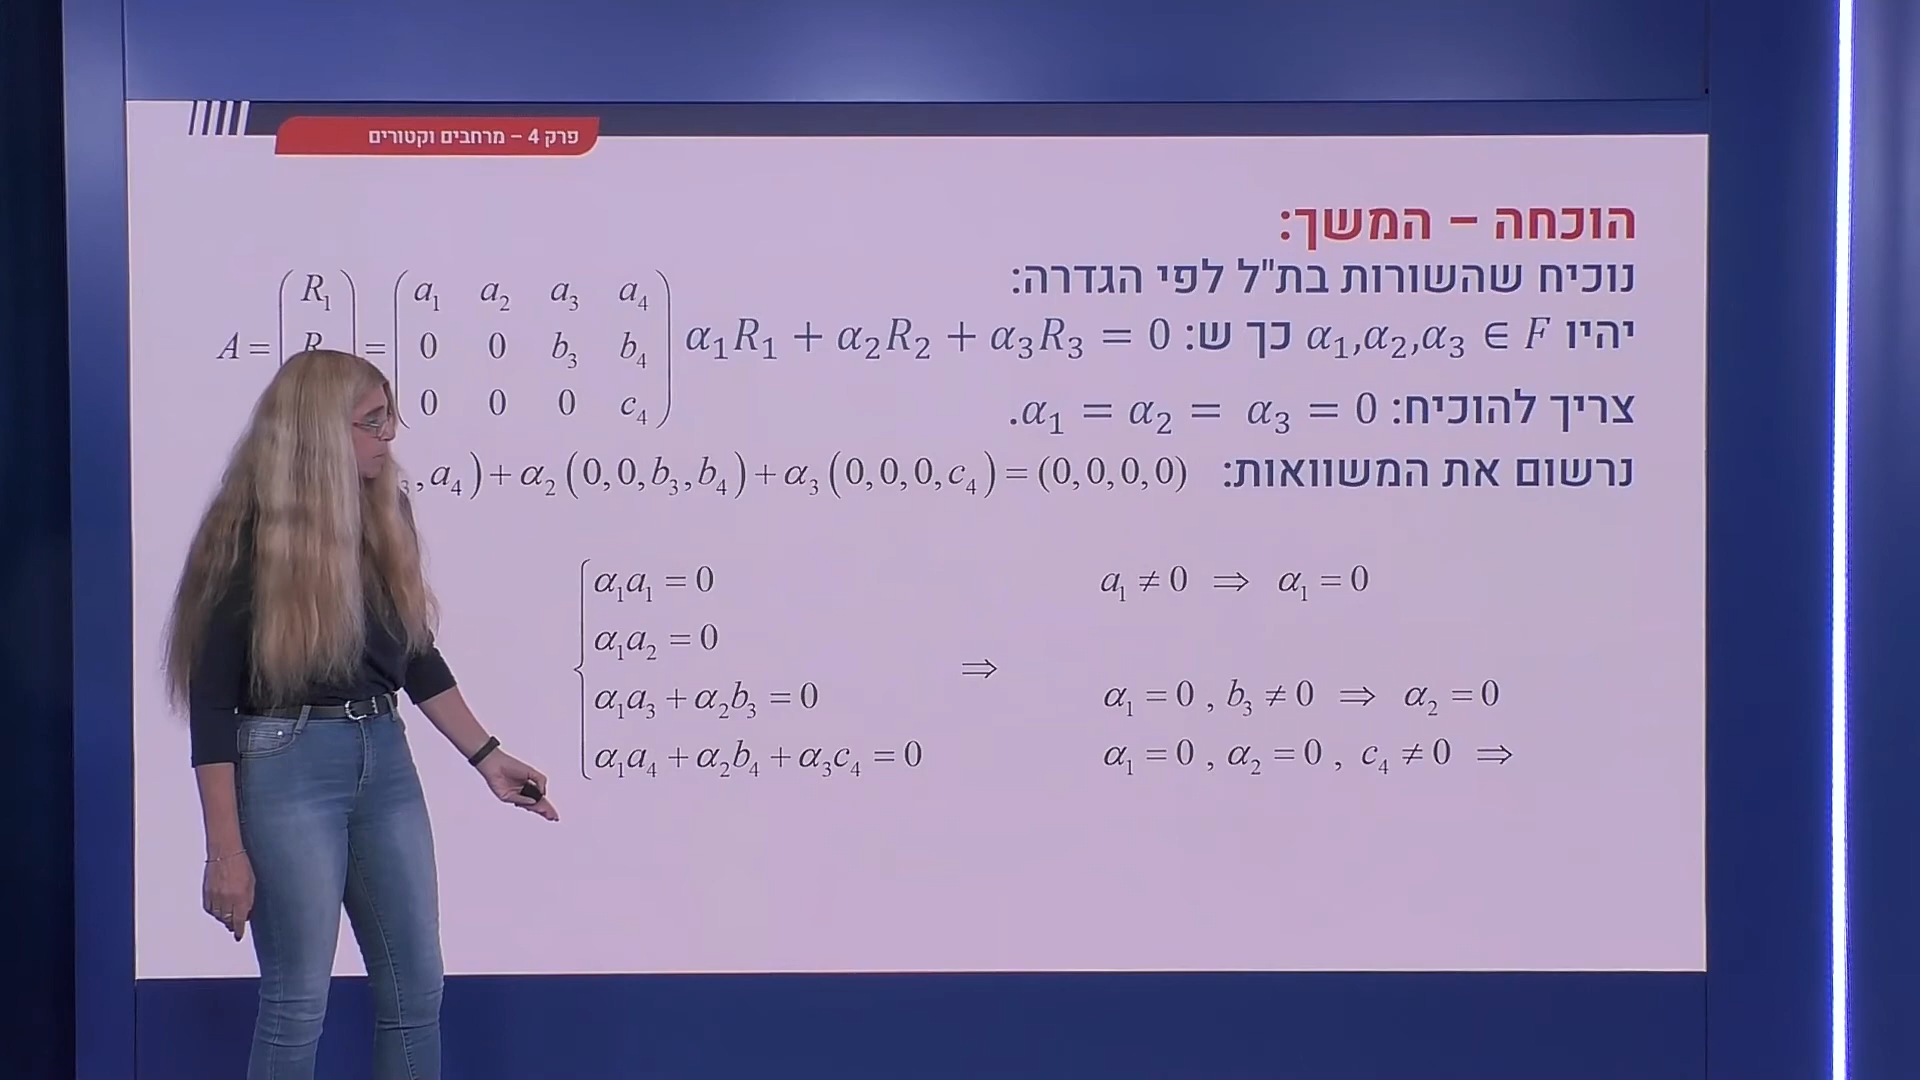 פרק 4 – מרחבים וקטורים
הוכחה – המשך:
נוכיח שהשורות בת"ל לפי הגדרה:
יהיו α₁,α₂,α₃ ∈ F כך ש: α₁R₁ + α₂R₂ + α₃R₃ = 0
A = ( R₁ R ) = ( a₁ a₂ a₃ a₄
0 0 b₃ b₄
0 0 0 c₄ )
צריך להוכיח: α₁ = α₂ = α₃ = 0.
נרשום את המשוואות: ₃, a₄) + α₂(0,0,b₃,b₄) + α₃(0,0,0,c₄) = (0,0,0,0)
α₁a₁ = 0 a₁ ≠ 0 ⇒ α₁ = 0
α₁a₂ = 0
⇒
α₁a₃ + α₂b₃ = 0 α₁ = 0 , b₃ ≠ 0 ⇒ α₂ = 0
α₁a₄ + α₂b₄ + α₃c₄ = 0 α₁ = 0 , α₂ = 0 , c₄ ≠ 0 ⇒